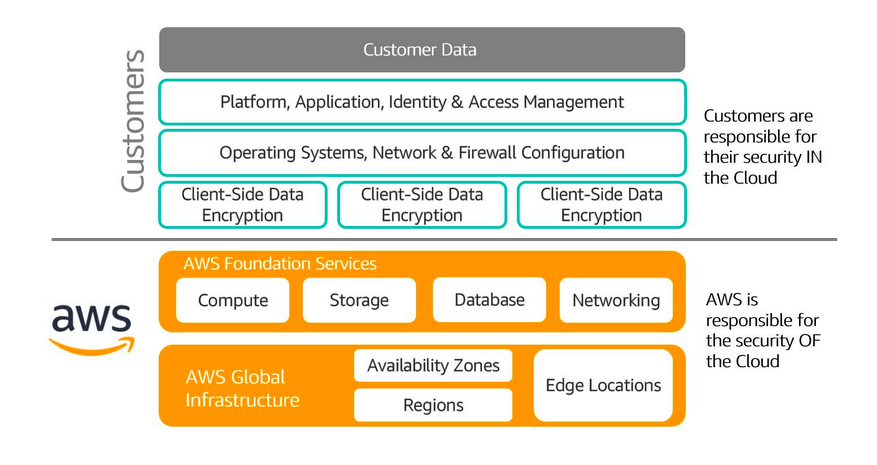 Customers
Customer Data
Platform, Application, Identity & Access Management
Operating Systems, Network & Firewall Configuration
Client-Side Data
Encryption
Client-Side Data
Encryption
Client-Side Data
Encryption
Customers are
responsible for
their security IN
the Cloud
aws
AWS Foundation Services
Compute
Storage
Database
Networking
AWS Global
Infrastructure
Availability Zones
Regions
Edge Locations
AWS is
responsible for
the security OF
the Cloud